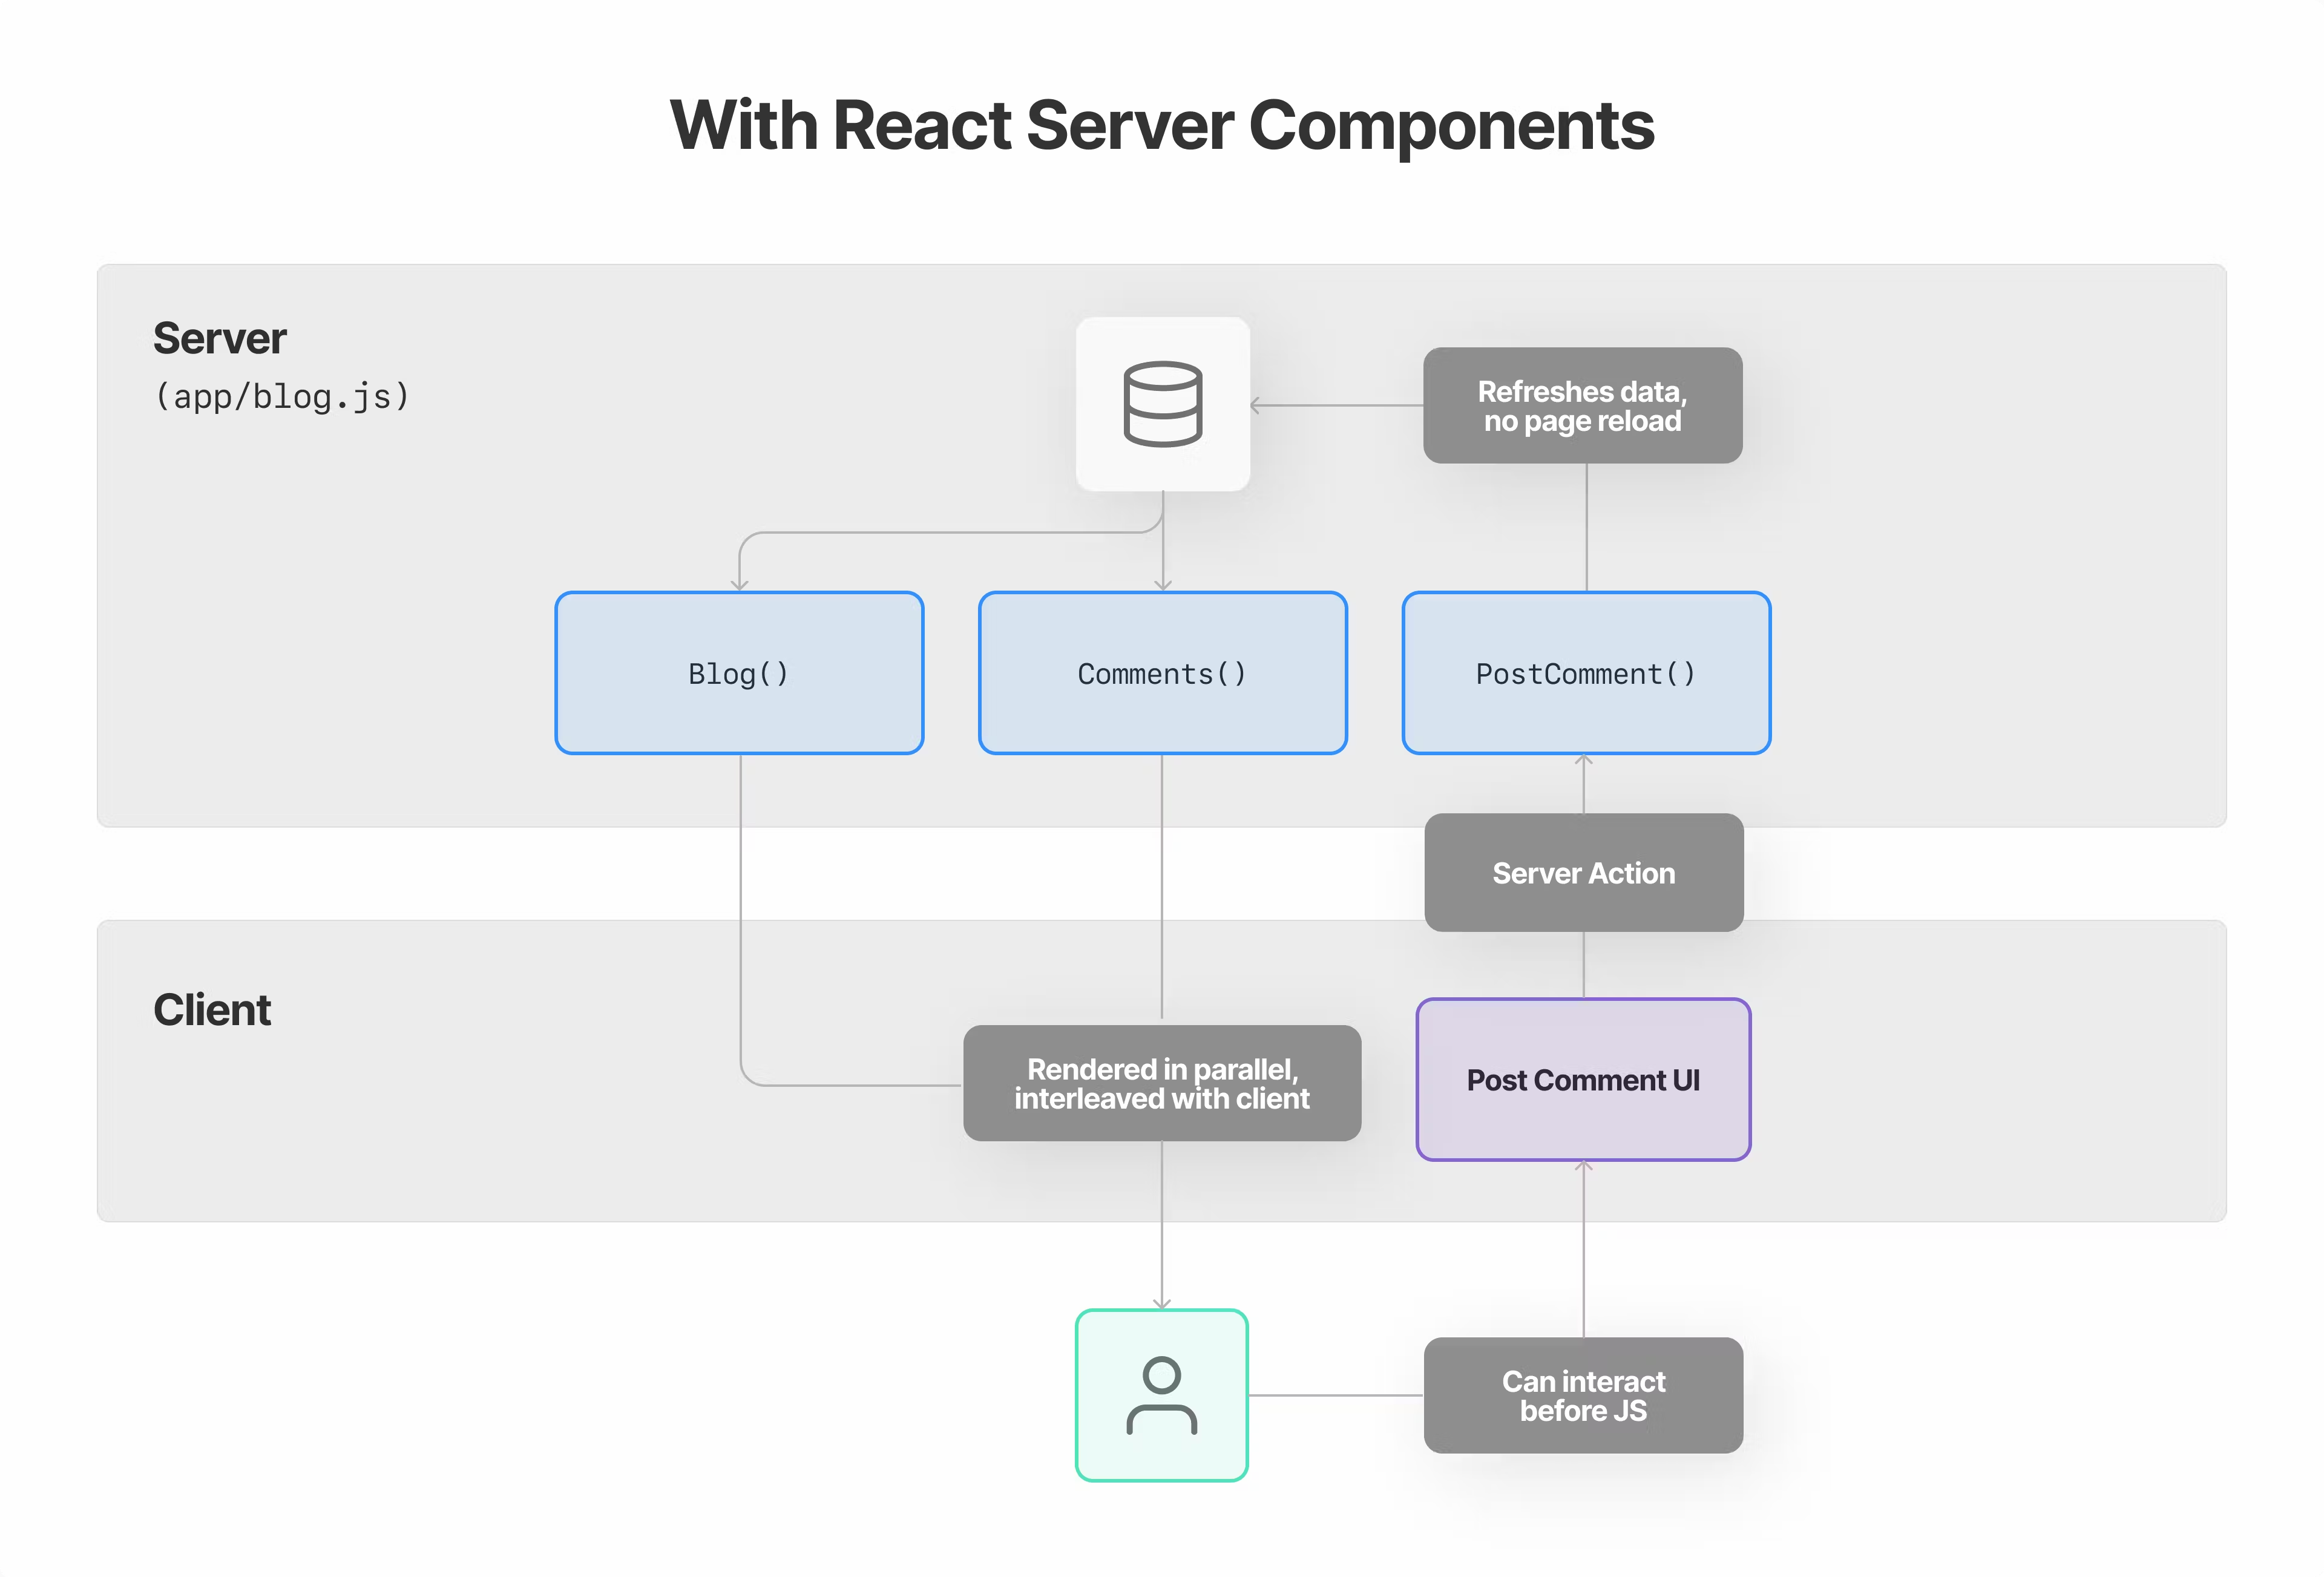 With React Server Components
Server
(app/blog.js)
Refreshes data,
no page reload
Blog()
Comments()
PostComment()
Server Action
Client
Rendered in parallel,
interleaved with client
Post Comment UI
Can interact
before JS